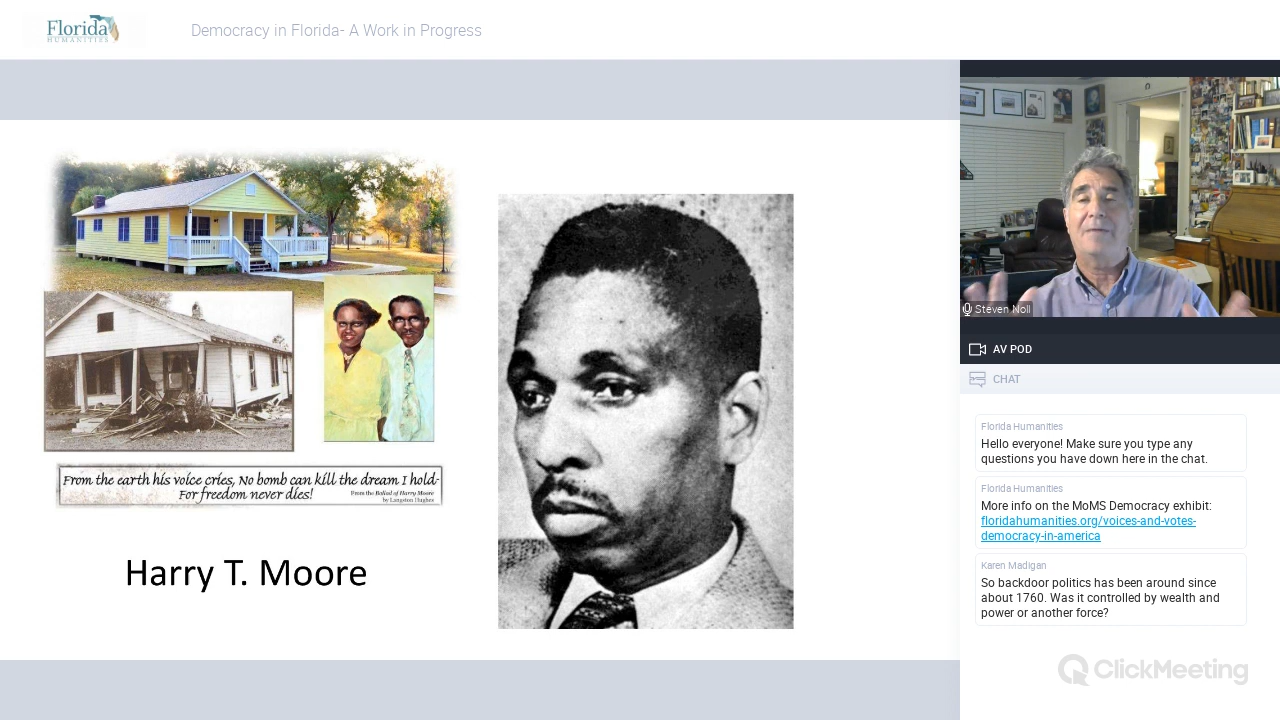 Florida
HUMANITIES
Democracy in Florida- A Work in Progress
From the earth his voice cries, No bomb can kill the dream I hold-
For freedom never dies!
From the Ballad of Harry Moore
by Langston Hughes
Harry T. Moore
Steven Noll
AV POD
CHAT
Florida Humanities
Hello everyone! Make sure you type any
questions you have down here in the chat.
Florida Humanities
More info on the MoMS Democracy exhibit:
floridahumanities.org/voices-and-votes-
democracy-in-america
Karen Madigan
So backdoor politics has been around since
about 1760. Was it controlled by wealth and
power or another force?
ClickMeeting